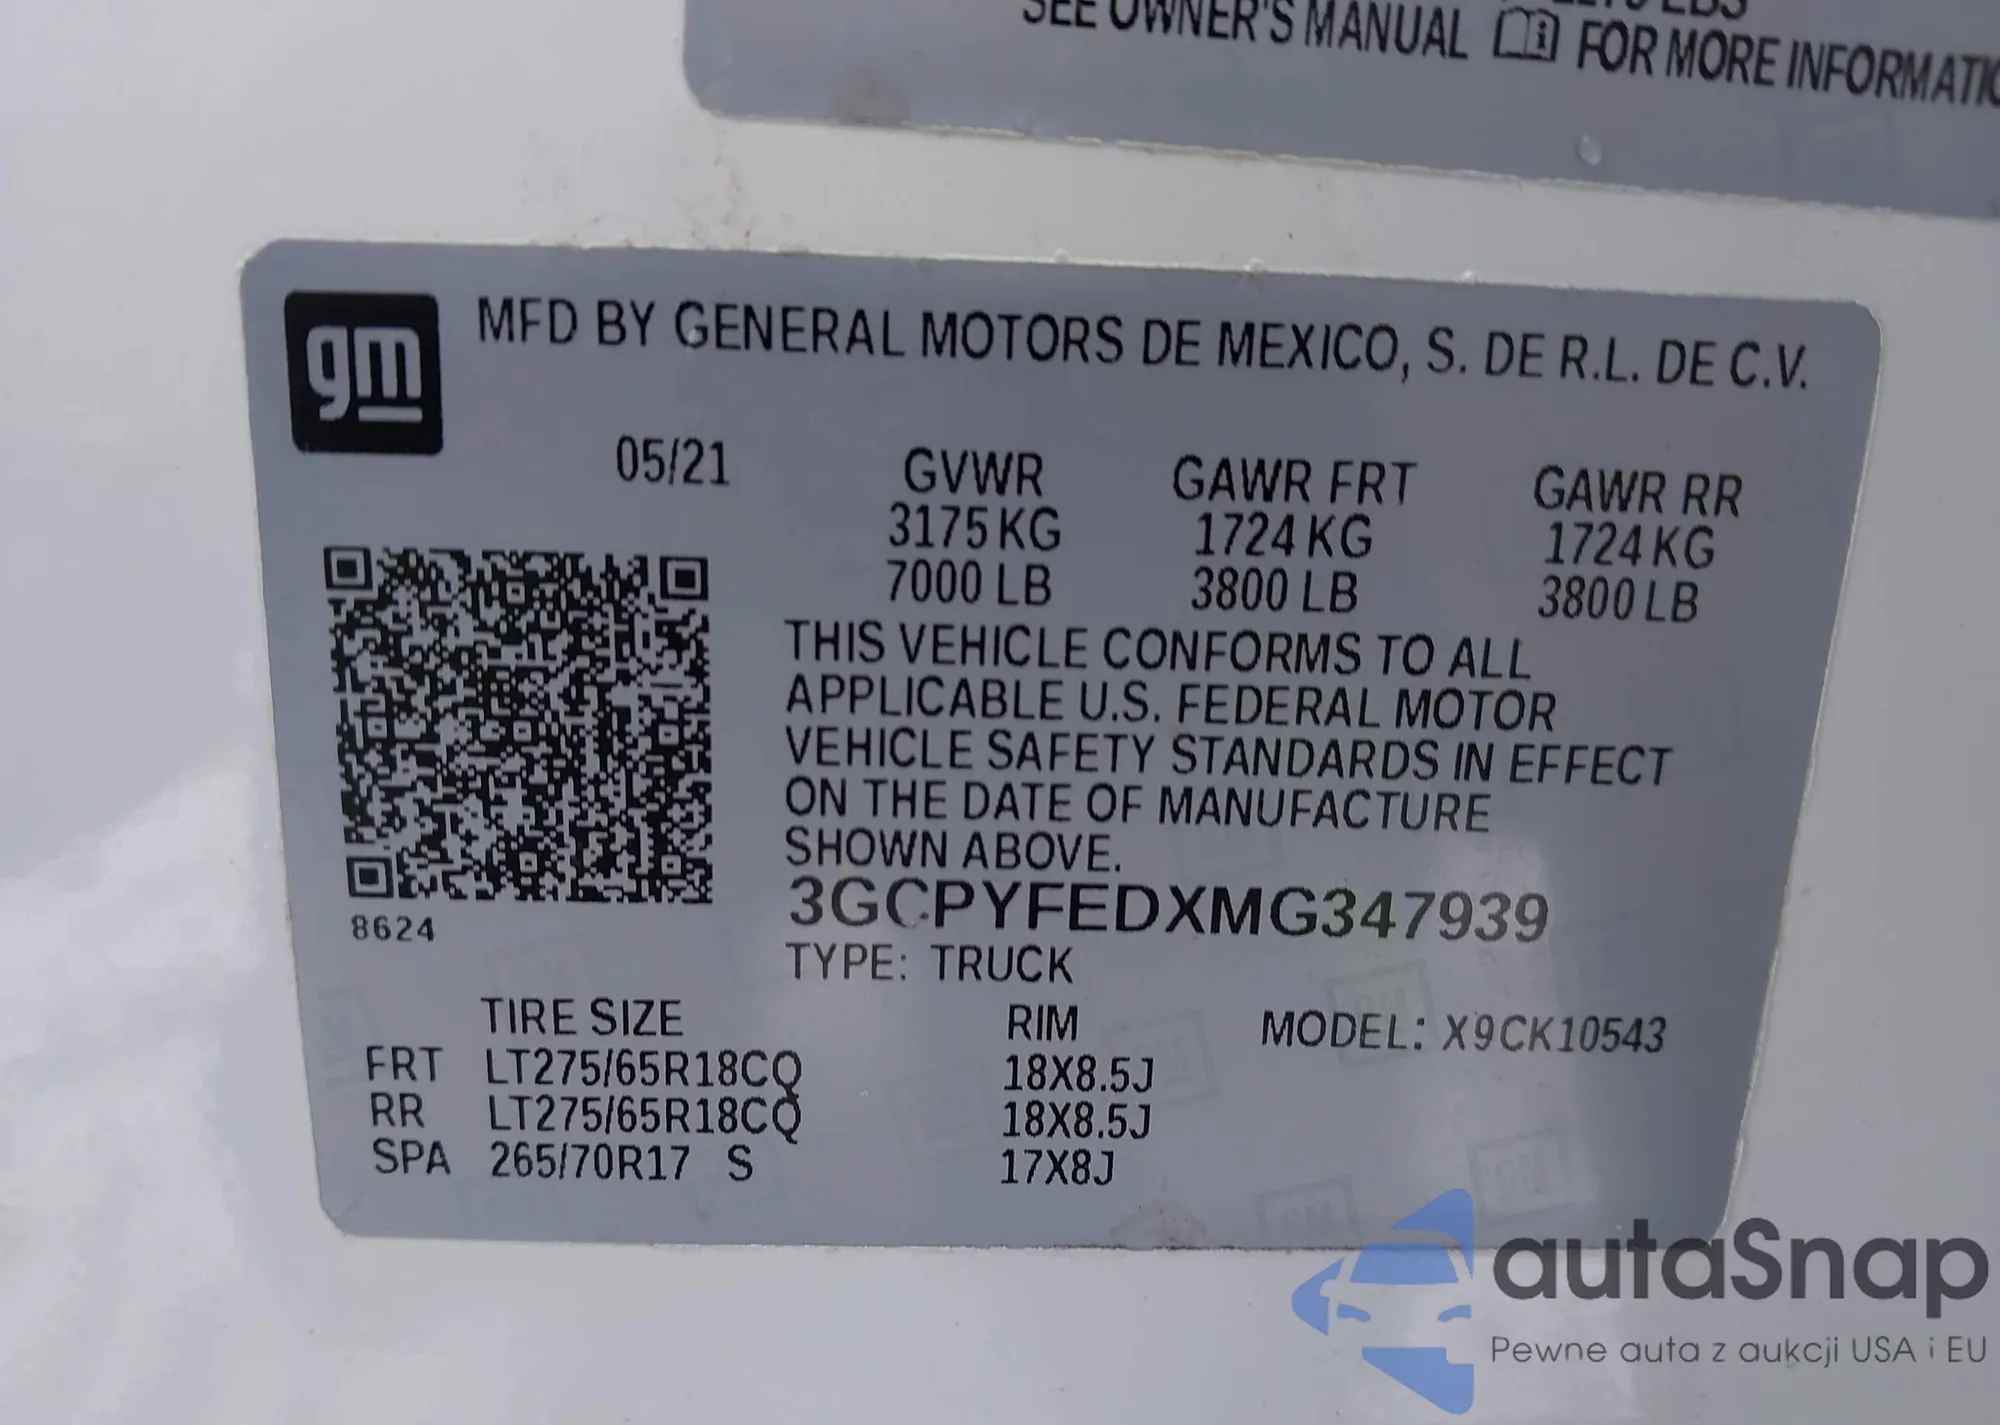 SEE OWNER'S MANUAL FOR MORE INFORMATIO
gm
MFD BY GENERAL MOTORS DE MEXICO, S. DE R.L. DE C.V.
05/21 GVWR GAWR FRT GAWR RR
3175 KG 1724 KG 1724 KG
7000 LB 3800 LB 3800 LB
THIS VEHICLE CONFORMS TO ALL
APPLICABLE U.S. FEDERAL MOTOR
VEHICLE SAFETY STANDARDS IN EFFECT
ON THE DATE OF MANUFACTURE
SHOWN ABOVE.
3GCPYFEDXMG347939
8624
TYPE: TRUCK
TIRE SIZE RIM MODEL: X9CK10543
FRT LT275/65R18CQ 18X8.5J
RR LT275/65R18CQ 18X8.5J
SPA 265/70R17 S 17X8J
autaSnap
Pewne auta z aukcji USA i EU